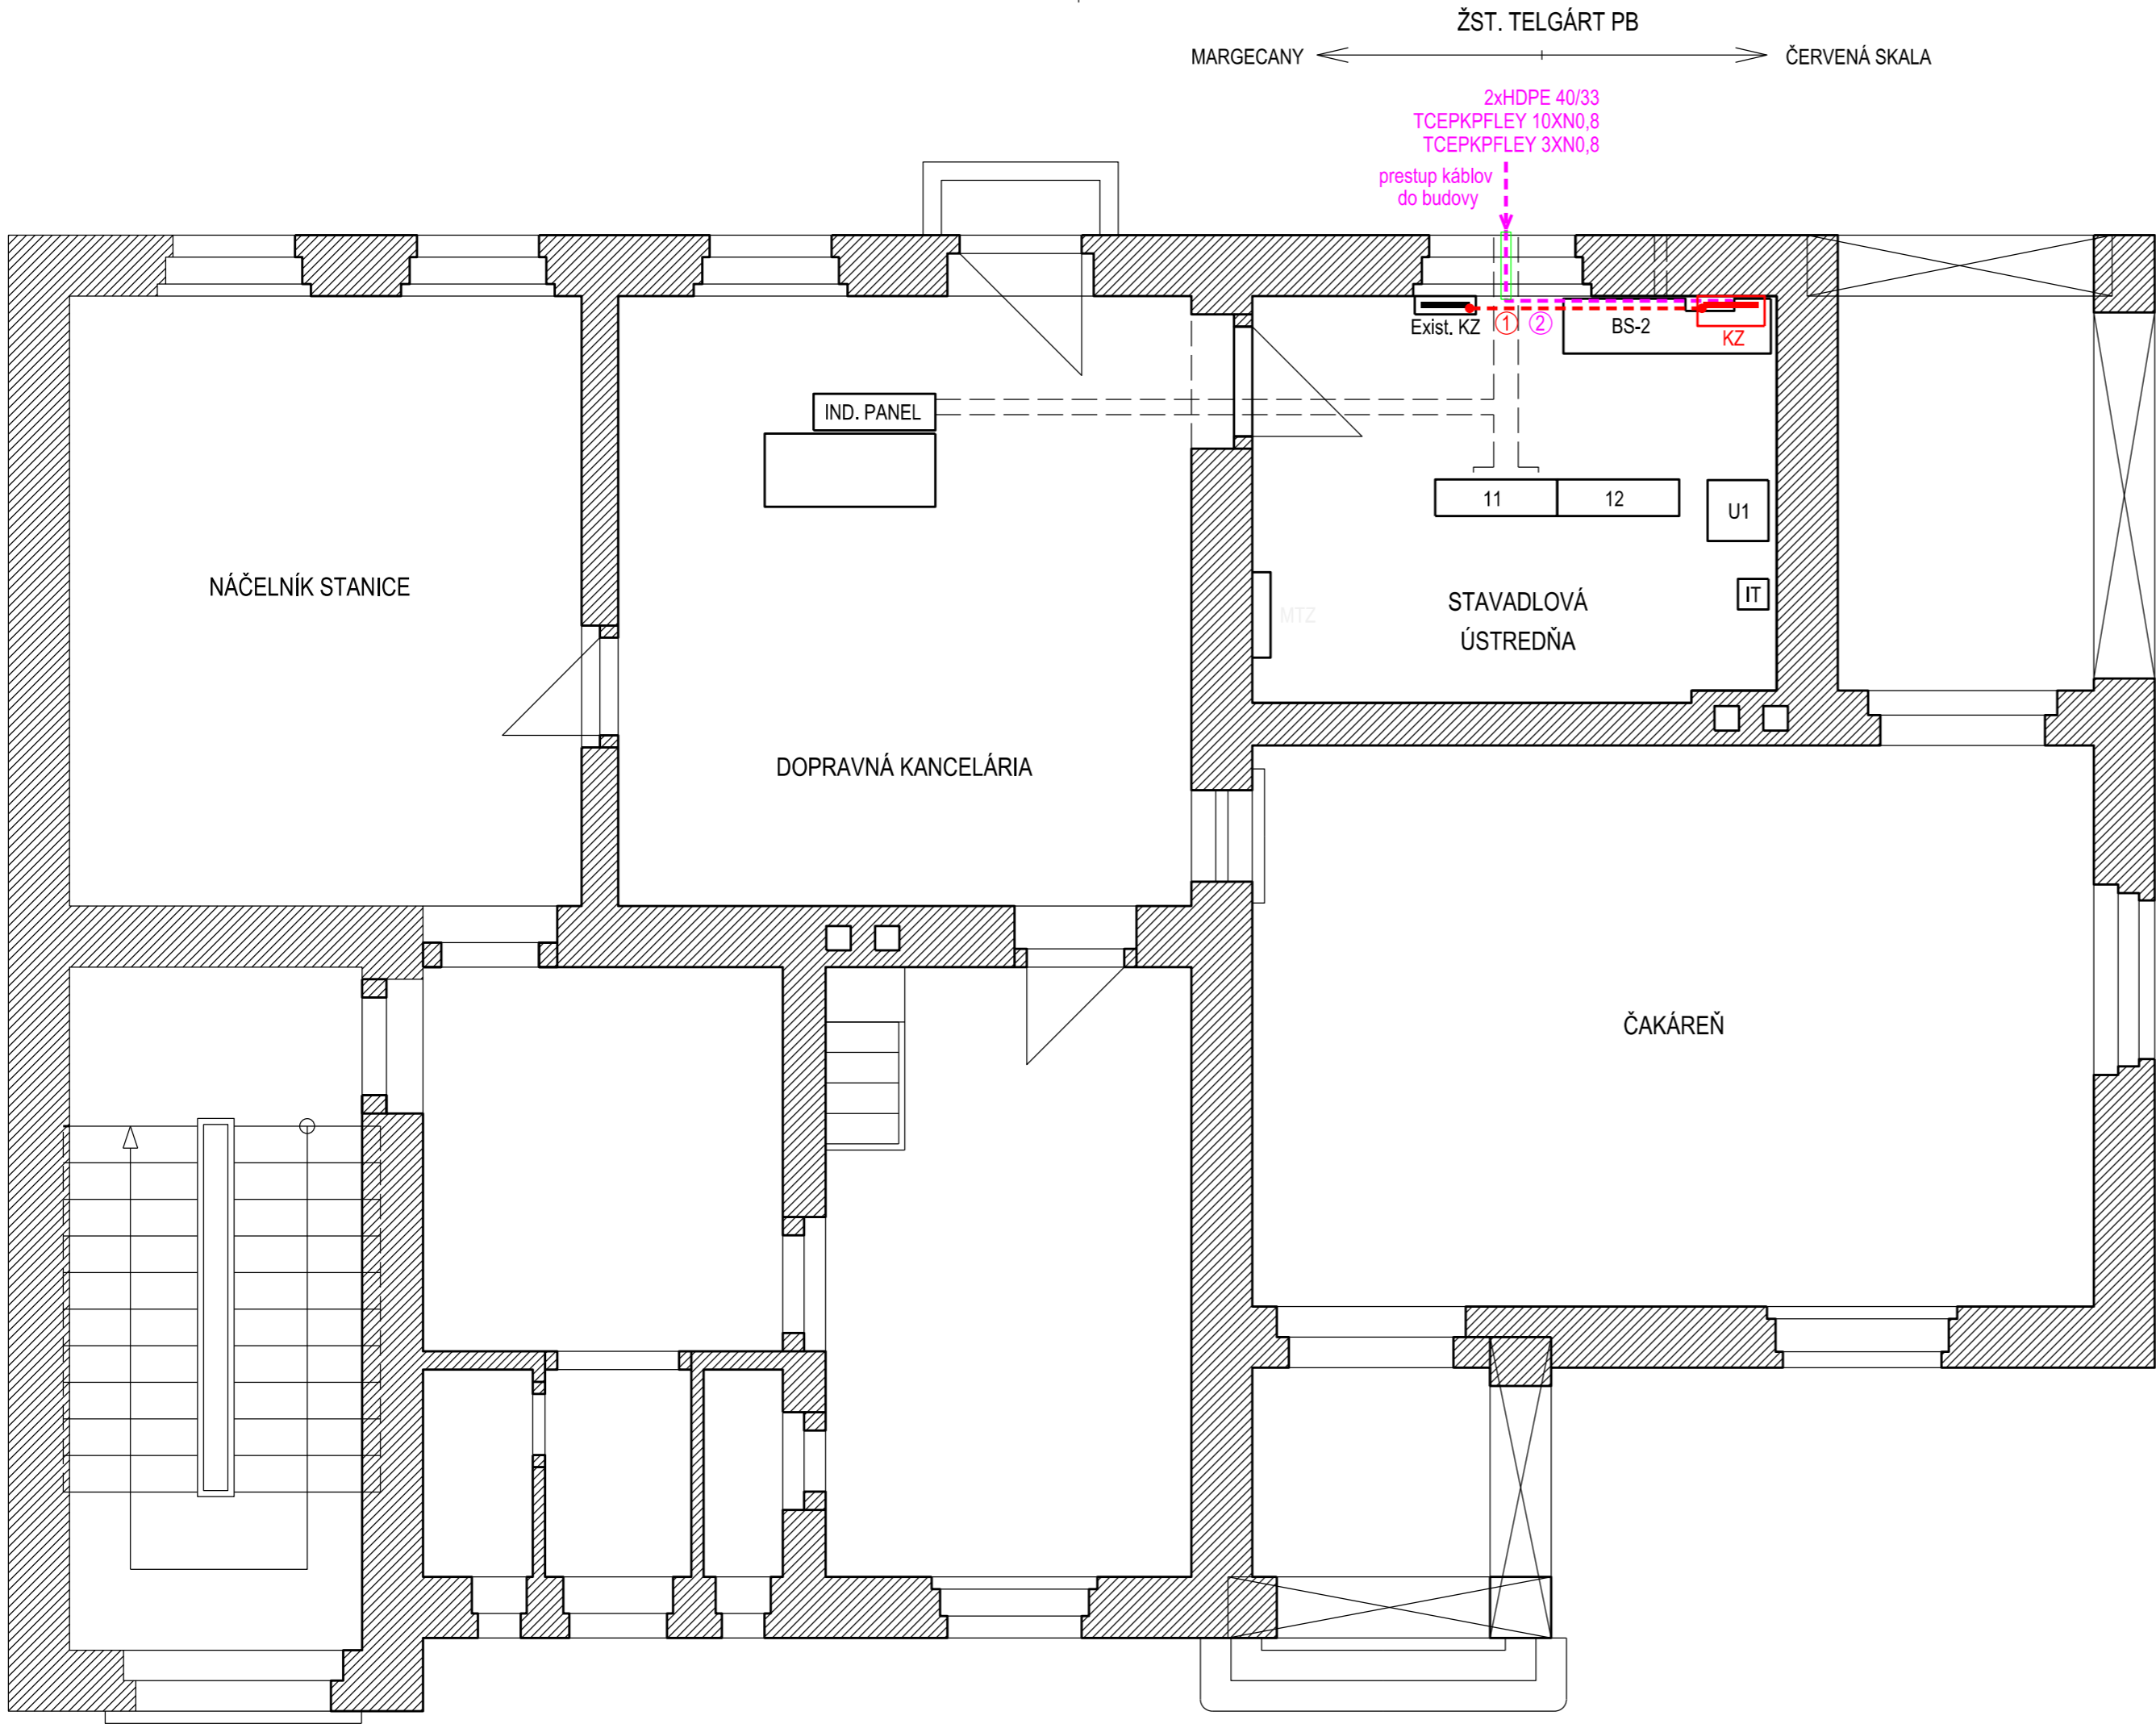 ŽST. TELGÁRT PB
MARGECANY
ČERVENÁ SKALA
2xHDPE 40/33
TCEPKPFLEY 10XN0,8
TCEPKPFLEY 3XN0,8
prestup káblov
do budovy
Exist. KZ
1
2
BS-2
KZ
IND. PANEL
11
12
U1
IT
NÁČELNÍK STANICE
STAVADLOVÁ
ÚSTREDŇA
MTZ
DOPRAVNÁ KANCELÁRIA
ČAKÁREŇ